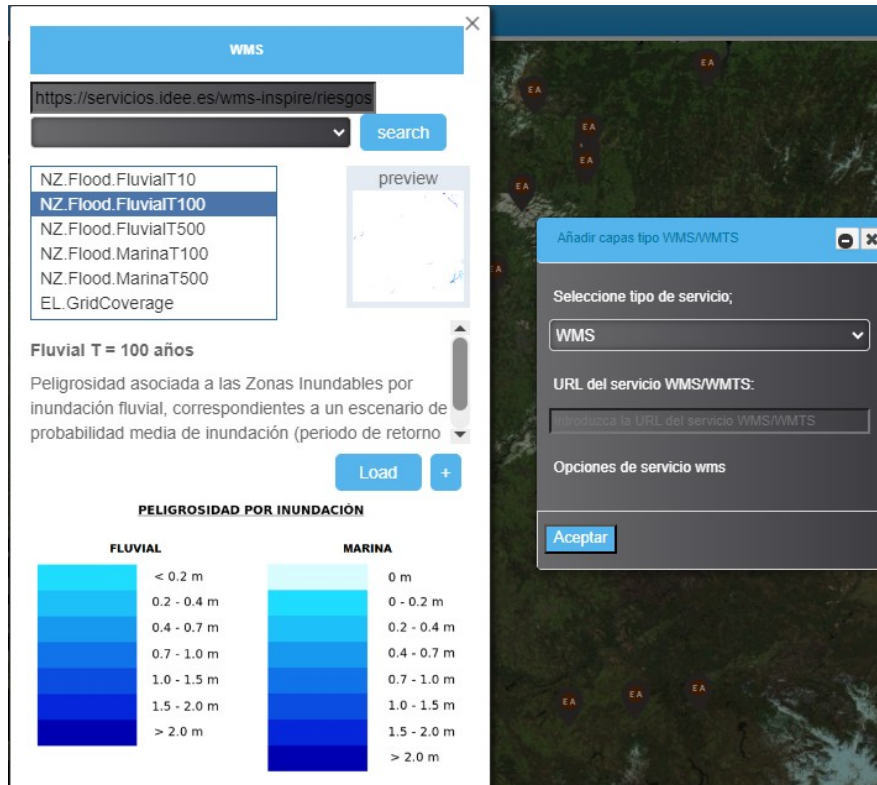 ×
WMS
https://servicios.idee.es/wms-inspire/riesgos
search
NZ.Flood.FluvialT10
NZ.Flood.FluvialT100
NZ.Flood.FluvialT500
NZ.Flood.MarinaT100
NZ.Flood.MarinaT500
EL.GridCoverage
preview
Fluvial T = 100 años
Peligrosidad asociada a las Zonas Inundables por
inundación fluvial, correspondientes a un escenario de
probabilidad media de inundación (periodo de retorno
Load +
PELIGROSIDAD POR INUNDACIÓN
FLUVIAL
< 0.2 m
0.2 - 0.4 m
0.4 - 0.7 m
0.7 - 1.0 m
1.0 - 1.5 m
1.5 - 2.0 m
> 2.0 m
MARINA
0 m
0 - 0.2 m
0.2 - 0.4 m
0.4 - 0.7 m
0.7 - 1.0 m
1.0 - 1.5 m
1.5 - 2.0 m
> 2.0 m
EA
EA
EA
EA
EA
EA
Añadir capas tipo WMS/WMTS
Seleccione tipo de servicio;
WMS
URL del servicio WMS/WMTS:
Introduzca la URL del servicio WMS/WMTS
Opciones de servicio wms
Aceptar
EA
EA
EA